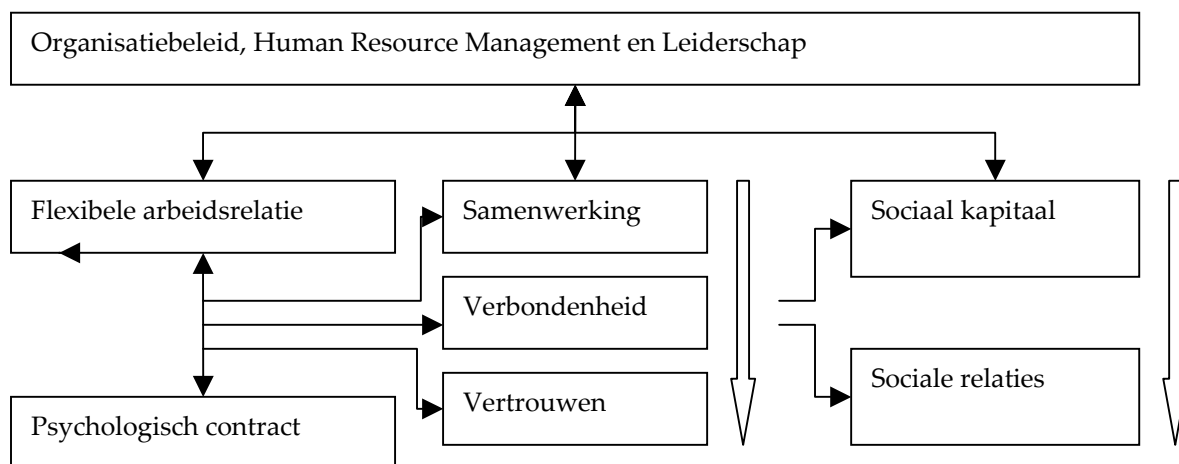 Organisatiebeleid, Human Resource Management en Leiderschap
Flexibele arbeidsrelatie
Samenwerking
Sociaal kapitaal
Verbondenheid
Sociale relaties
Vertrouwen
Psychologisch contract